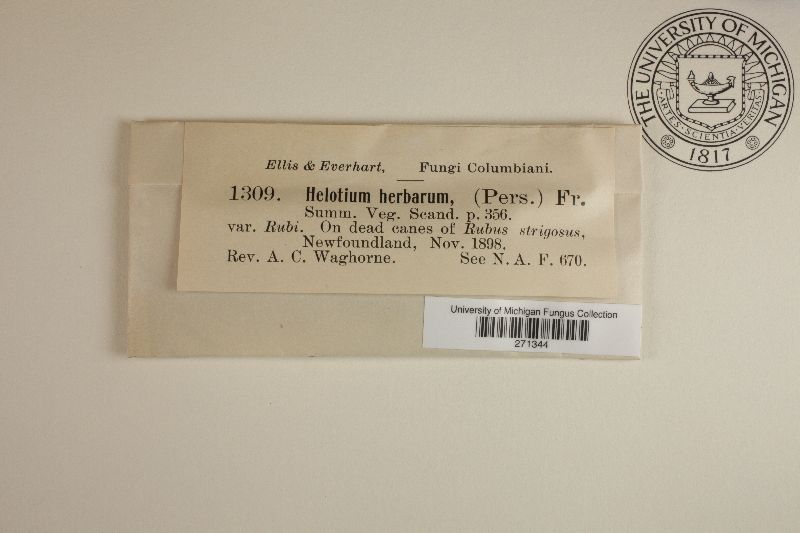 THE UNIVERSITY OF MICHIGAN
ARTES SCIENTIA VERITAS
1817
Ellis & Everhart, Fungi Columbiani.
1309. Helotium herbarum, (Pers.) Fr.
Summ. Veg. Scand. p. 356.
var. Rubi. On dead canes of Rubus strigosus,
Newfoundland, Nov. 1898.
Rev. A. C. Waghorne. See N. A. F. 670.
University of Michigan Fungus Collection
271344